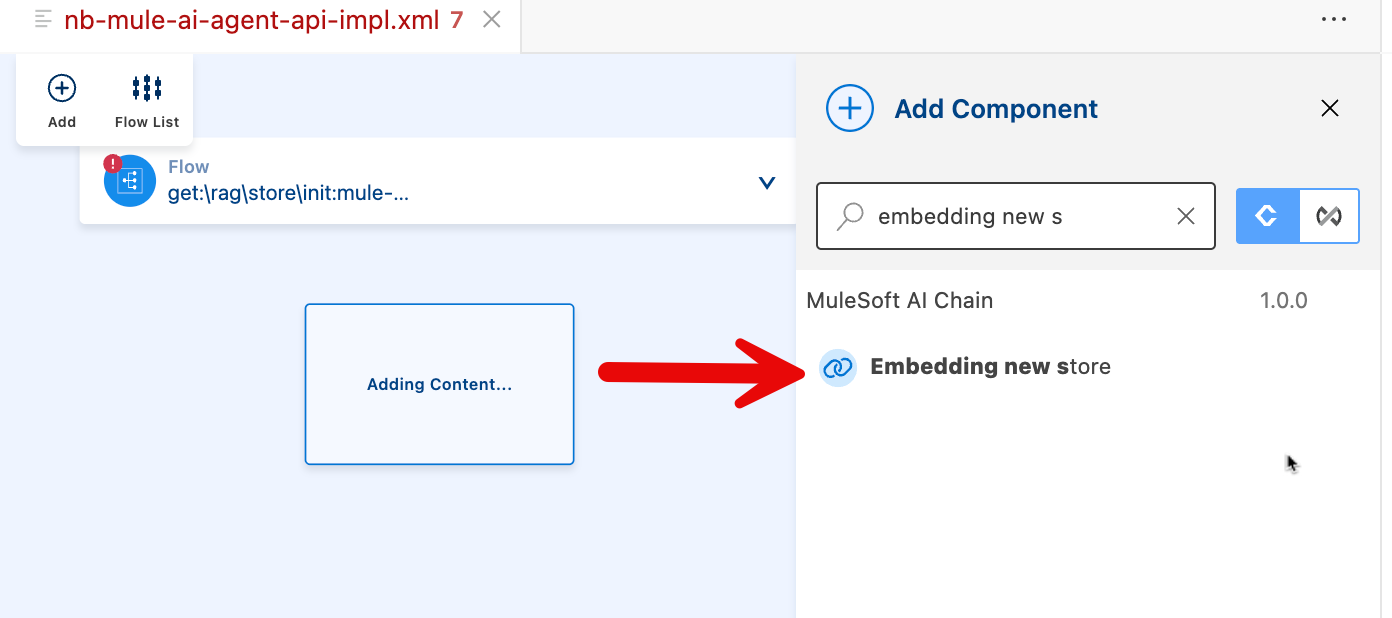 nb-mule-ai-agent-api-impl.xml 7
Add
Flow List
Flow
get:\rag\store\init:mule-...
Adding Content...
Add Component
embedding new s
MuleSoft AI Chain 1.0.0
Embedding new store